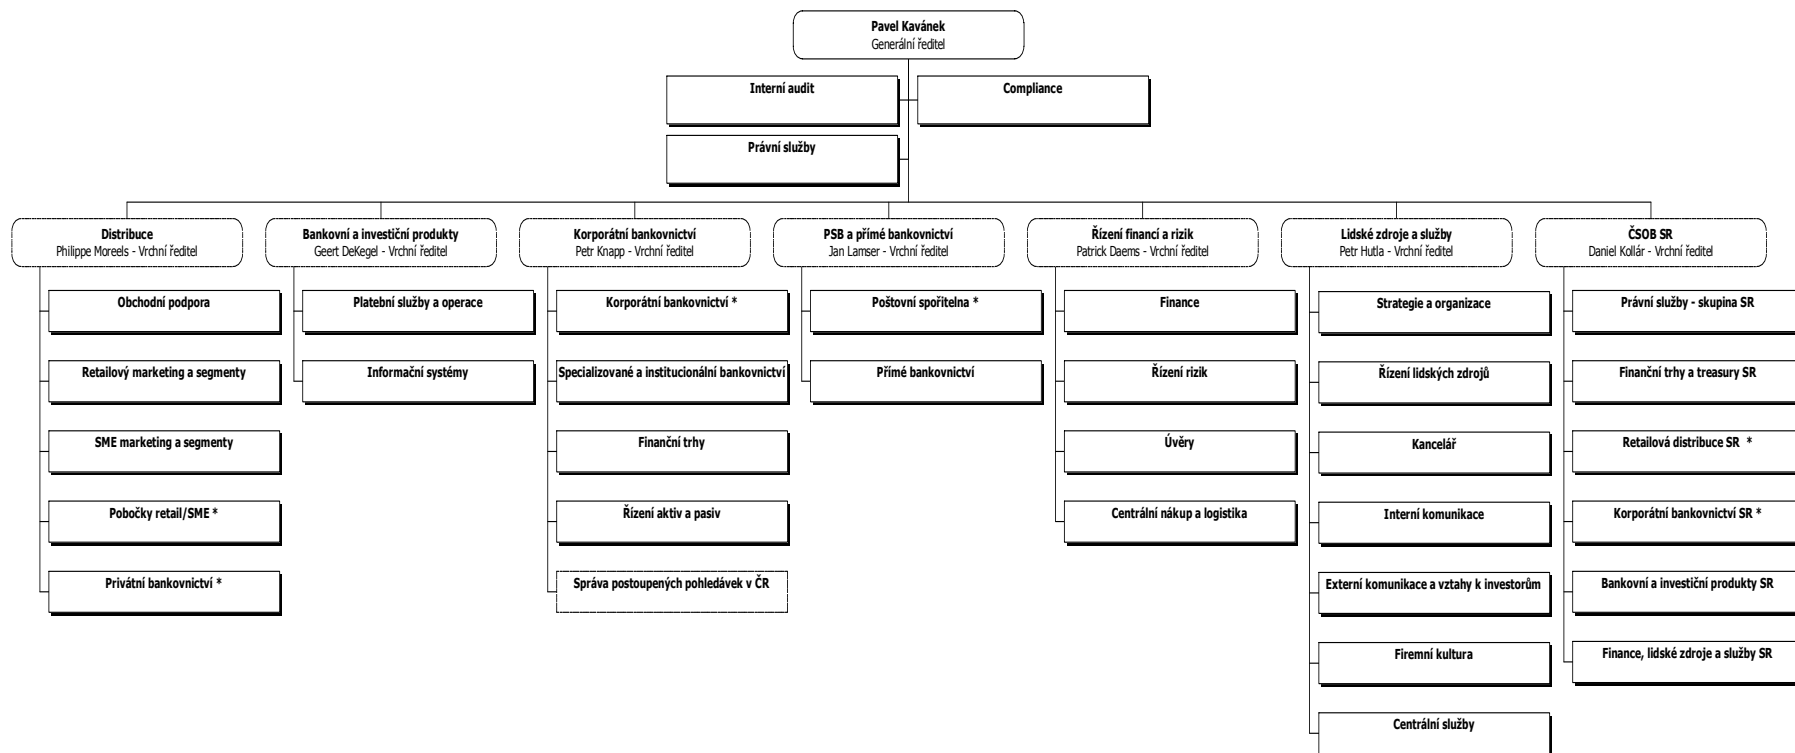 Pavel Kavánek
Generální ředitel
Interní audit
Compliance
Právní služby
Distribuce
Philippe Moreels - Vrchní ředitel
Obchodní podpora
Retailový marketing a segmenty
SME marketing a segmenty
Pobočky retail/SME *
Privátní bankovnictví *
Bankovní a investiční produkty
Geert DeKegel - Vrchní ředitel
Platební služby a operace
Informační systémy
Korporátní bankovnictví
Petr Knapp - Vrchní ředitel
Korporátní bankovnictví *
Specializované a institucionální bankovnictví
Finanční trhy
Řízení aktiv a pasiv
Správa postoupených pohledávek v ČR
PSB a přímé bankovnictví
Jan Lamser - Vrchní ředitel
Poštovní spořitelna *
Přímé bankovnictví
Řízení financí a rizik
Patrick Daems - Vrchní ředitel
Finance
Řízení rizik
Úvěry
Centrální nákup a logistika
Lidské zdroje a služby
Petr Hutla - Vrchní ředitel
Strategie a organizace
Řízení lidských zdrojů
Kancelář
Interní komunikace
Externí komunikace a vztahy k investorům
Firemní kultura
Centrální služby
ČSOB SR
Daniel Kollár - Vrchní ředitel
Právní služby - skupina SR
Finanční trhy a treasury SR
Retailová distribuce SR *
Korporátní bankovnictví SR *
Bankovní a investiční produkty SR
Finance, lidské zdroje a služby SR